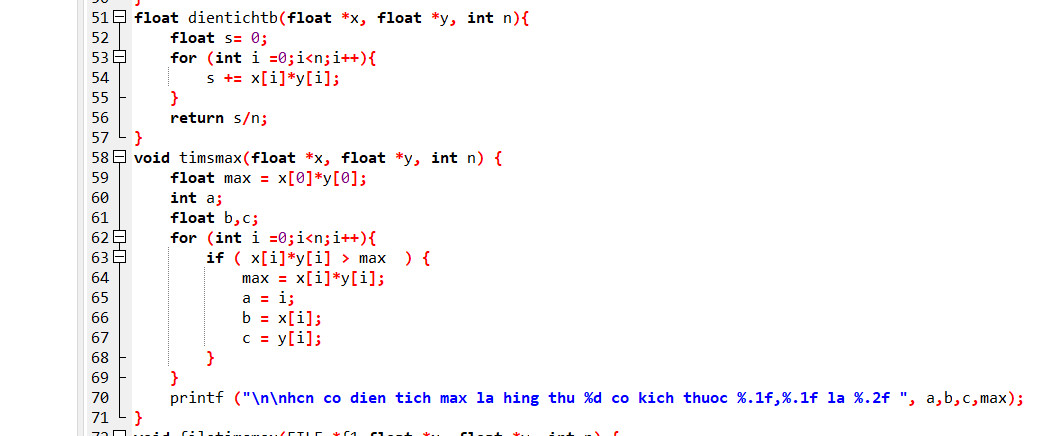 51 float dientichtb(float *x, float *y, int n){
52 float s= 0;
53 for (int i =0;i<n;i++){
54 s += x[i]*y[i];
55 }
56 return s/n;
57 }
58 void timsmax(float *x, float *y, int n) {
59 float max = x[0]*y[0];
60 int a;
61 float b,c;
62 for (int i =0;i<n;i++){
63 if ( x[i]*y[i] > max  ) {
64 max = x[i]*y[i];
65 a = i;
66 b = x[i];
67 c = y[i];
68 }
69 }
70 printf ("\n\nhcn co dien tich max la hing thu %d co kich thuoc %.1f,%.1f la %.2f ", a,b,c,max);
71 }